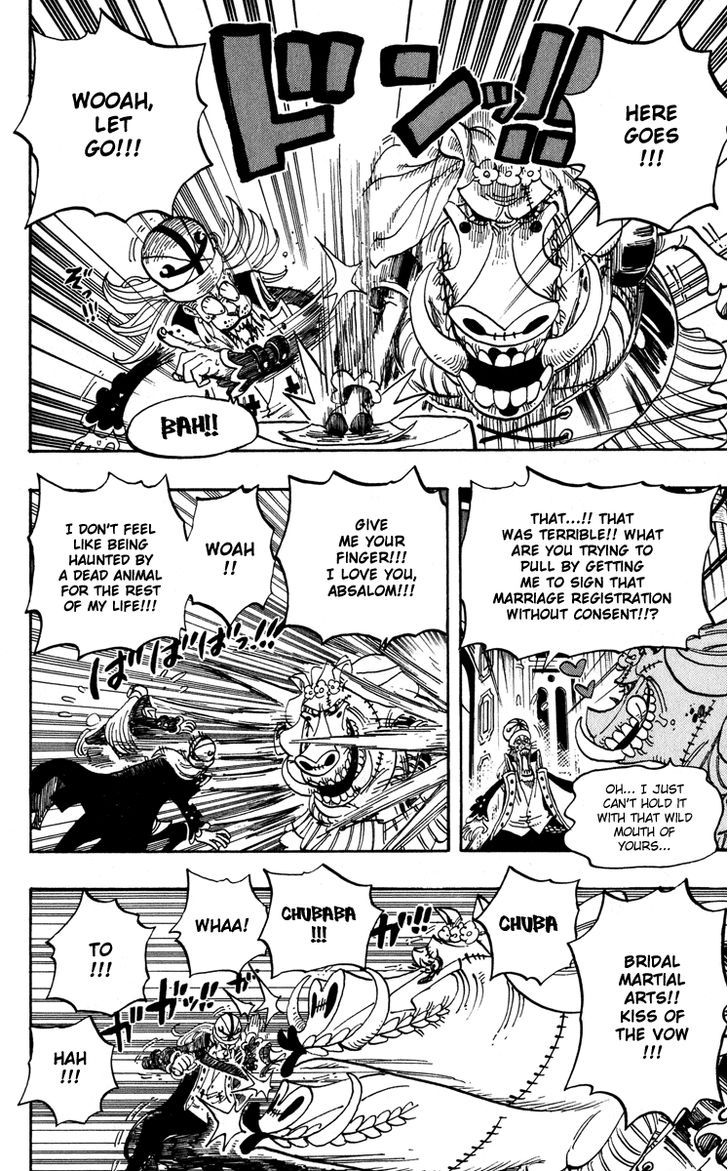 HERE
GOES
!!!
ドンッ!!
WOOAH,
LET
GO!!!
BAH!!
THAT...!! THAT
WAS TERRIBLE!! WHAT
ARE YOU TRYING TO
PULL BY GETTING
ME TO SIGN THAT
MARRIAGE REGISTRATION
WITHOUT CONSENT!!?
OH... I JUST
CAN'T HOLD IT
WITH THAT WILD
MOUTH OF
YOURS...
GIVE
ME YOUR
FINGER!!!
I LOVE YOU,
ABSALOM!!!
WOAH
!!
I DON'T FEEL
LIKE BEING
HAUNTED BY
A DEAD ANIMAL
FOR THE REST
OF MY LIFE!!!
ばばばっ!!
BRIDAL
MARTIAL
ARTS!!
KISS OF
THE VOW
!!!
CHUBA
CHUBABA
!!!
WHAA!
TO
!!!
HAH
!!!
ガガガッ!!